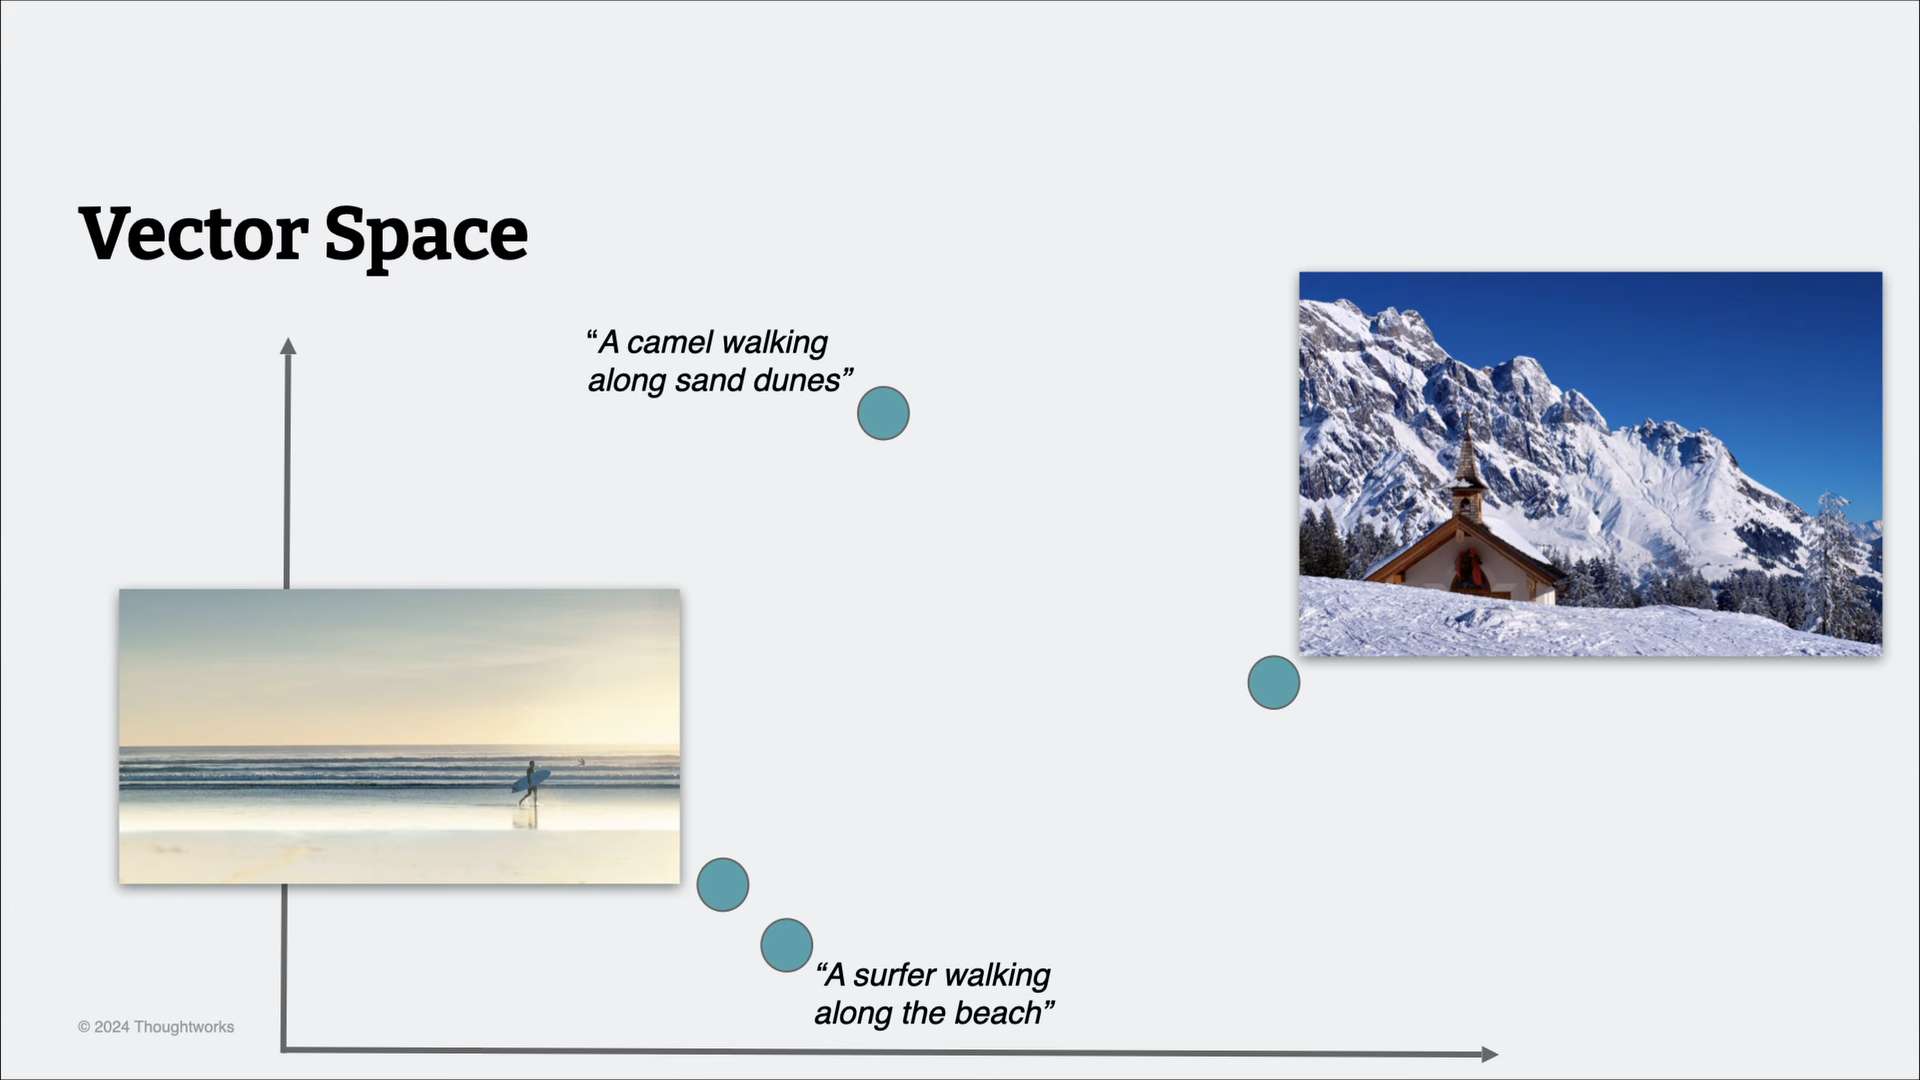 Vector Space
“A camel walking
along sand dunes”
“A surfer walking
along the beach”
© 2024 Thoughtworks